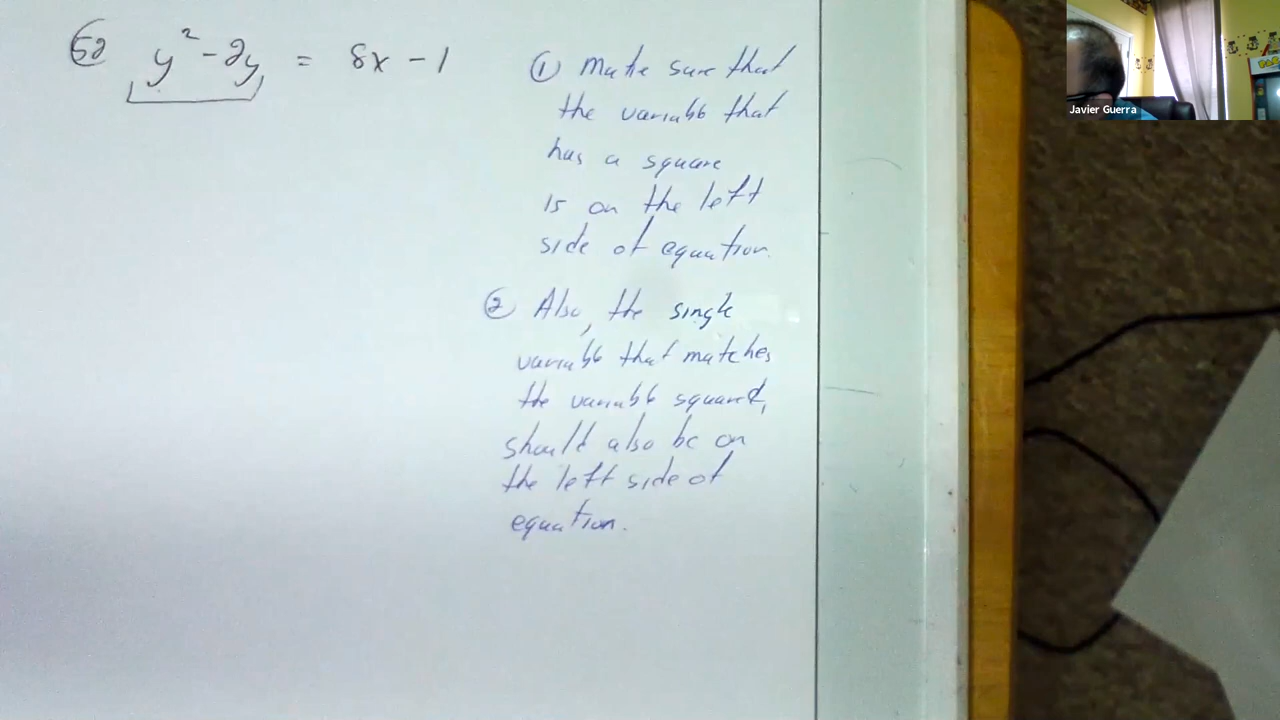 52 y² - 2y = 8x - 1
① Make sure that
the variable that
has a square
is on the left
side of equation.
② Also, the single
variable that matches
the variable squared,
should also be on
the left side of
equation.
Javier Guerra